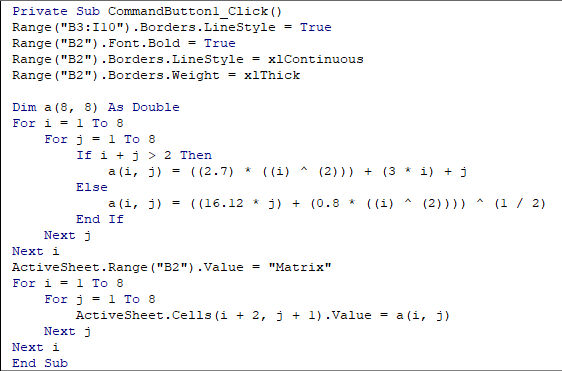 Private Sub CommandButton1_Click()
Range("B3:I10").Borders.LineStyle = True
Range("B2").Font.Bold = True
Range("B2").Borders.LineStyle = xlContinuous
Range("B2").Borders.Weight = xlThick

Dim a(8, 8) As Double
For i = 1 To 8
    For j = 1 To 8
        If i + j > 2 Then
            a(i, j) = ((2.7) * ((i) ^ (2))) + (3 * i) + j
        Else
            a(i, j) = ((16.12 * j) + (0.8 * ((i) ^ (2)))) ^ (1 / 2)
        End If
    Next j
Next i
ActiveSheet.Range("B2").Value = "Matrix"
For i = 1 To 8
    For j = 1 To 8
        ActiveSheet.Cells(i + 2, j + 1).Value = a(i, j)
    Next j
Next i
End Sub